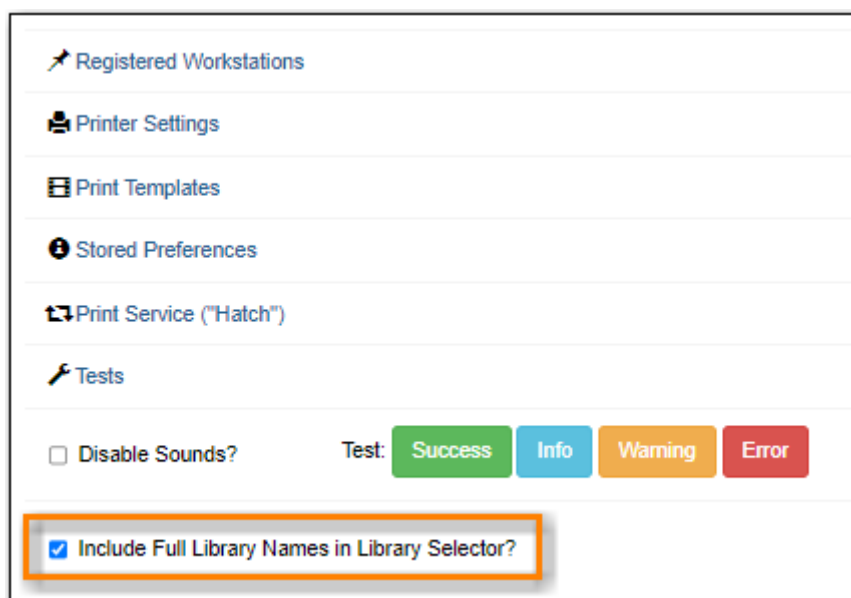 Registered Workstations
Printer Settings
Print Templates
Stored Preferences
Print Service ("Hatch")
Tests
Disable Sounds? Test: Success Info Warning Error
Include Full Library Names in Library Selector?